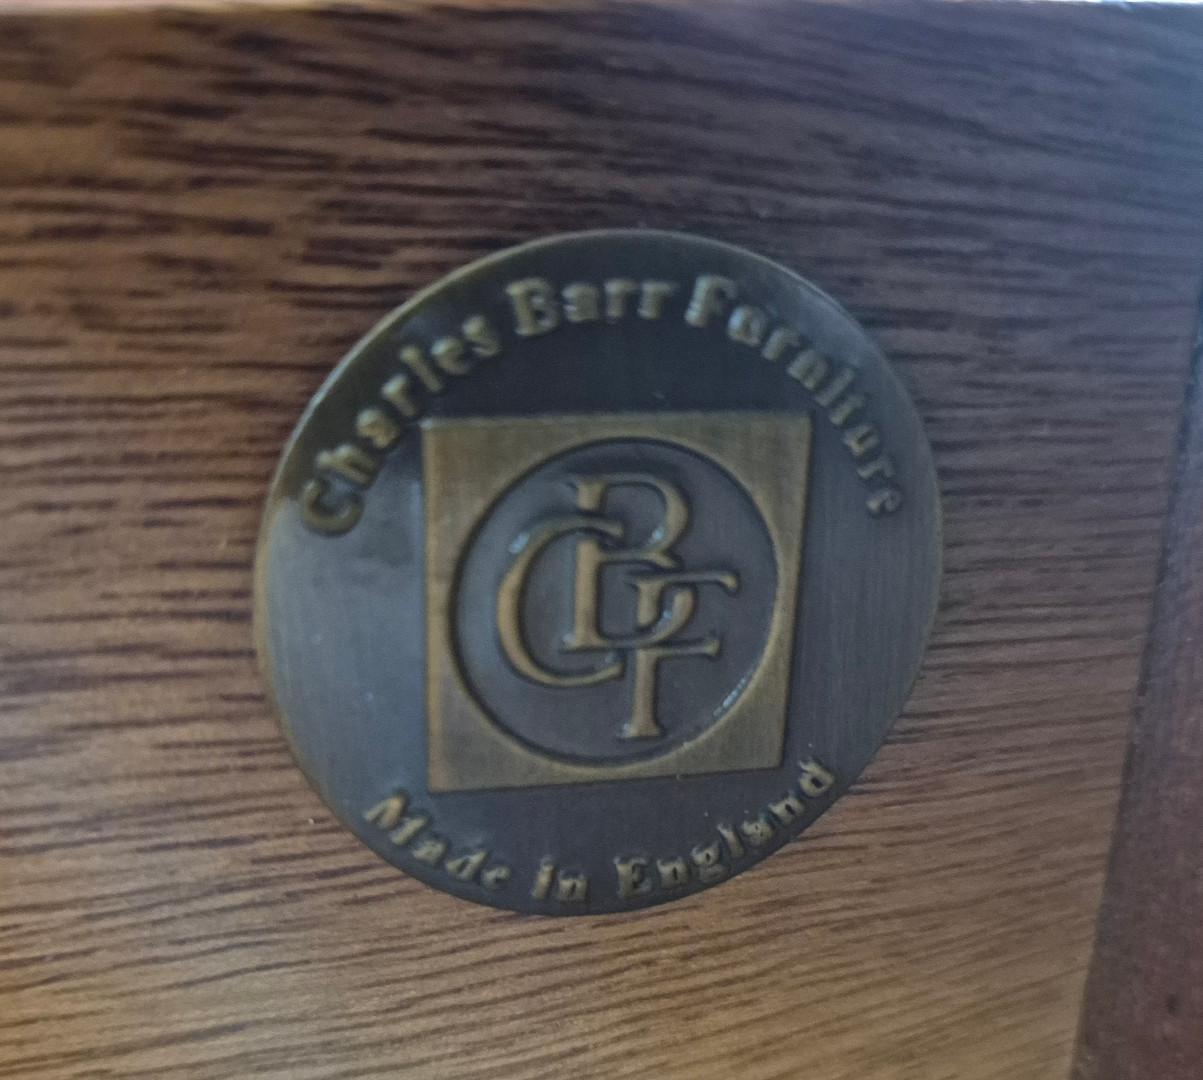 Charles Barr Furniture
CBF
Made in England